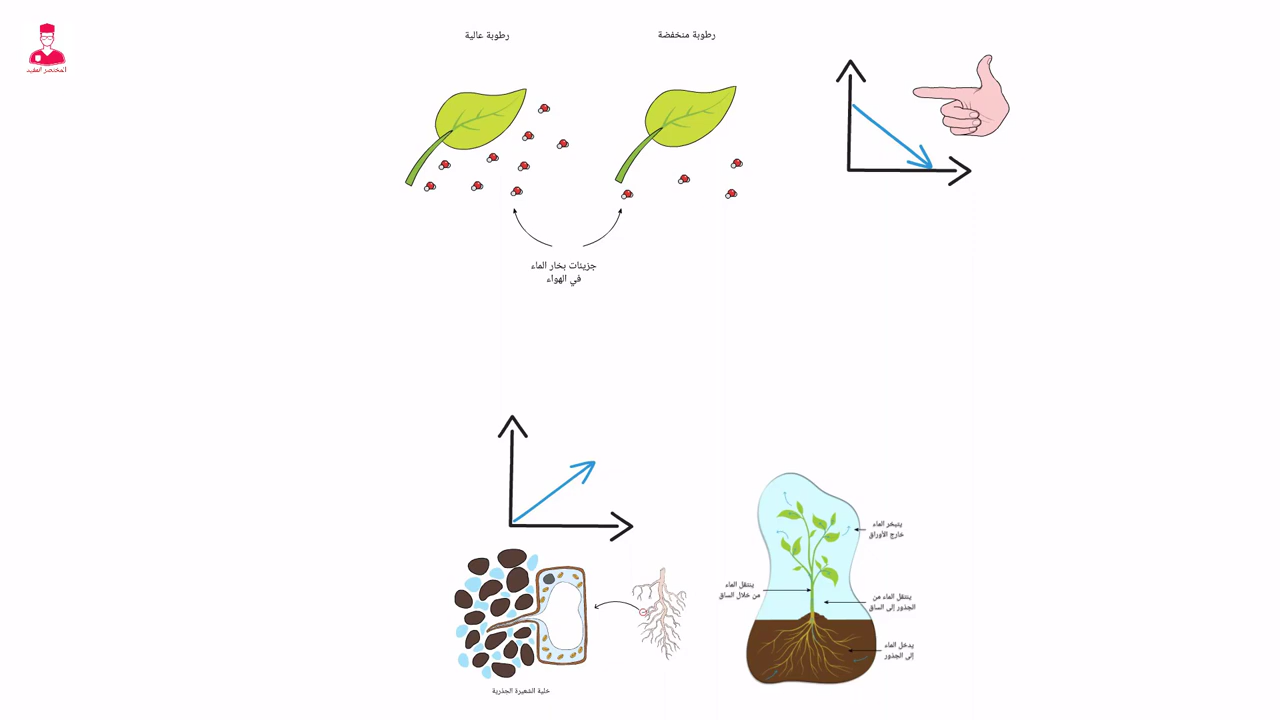 المختصر المفيد
رطوبة عالية
رطوبة منخفضة
جزيئات بخار الماء
في الهواء
يتبخر الماء
خارج الأوراق
ينتقل الماء
من خلال الساق
ينتقل الماء من
الجذور إلى الساق
يدخل الماء
إلى الجذور
خلية الشعيرة الجذرية